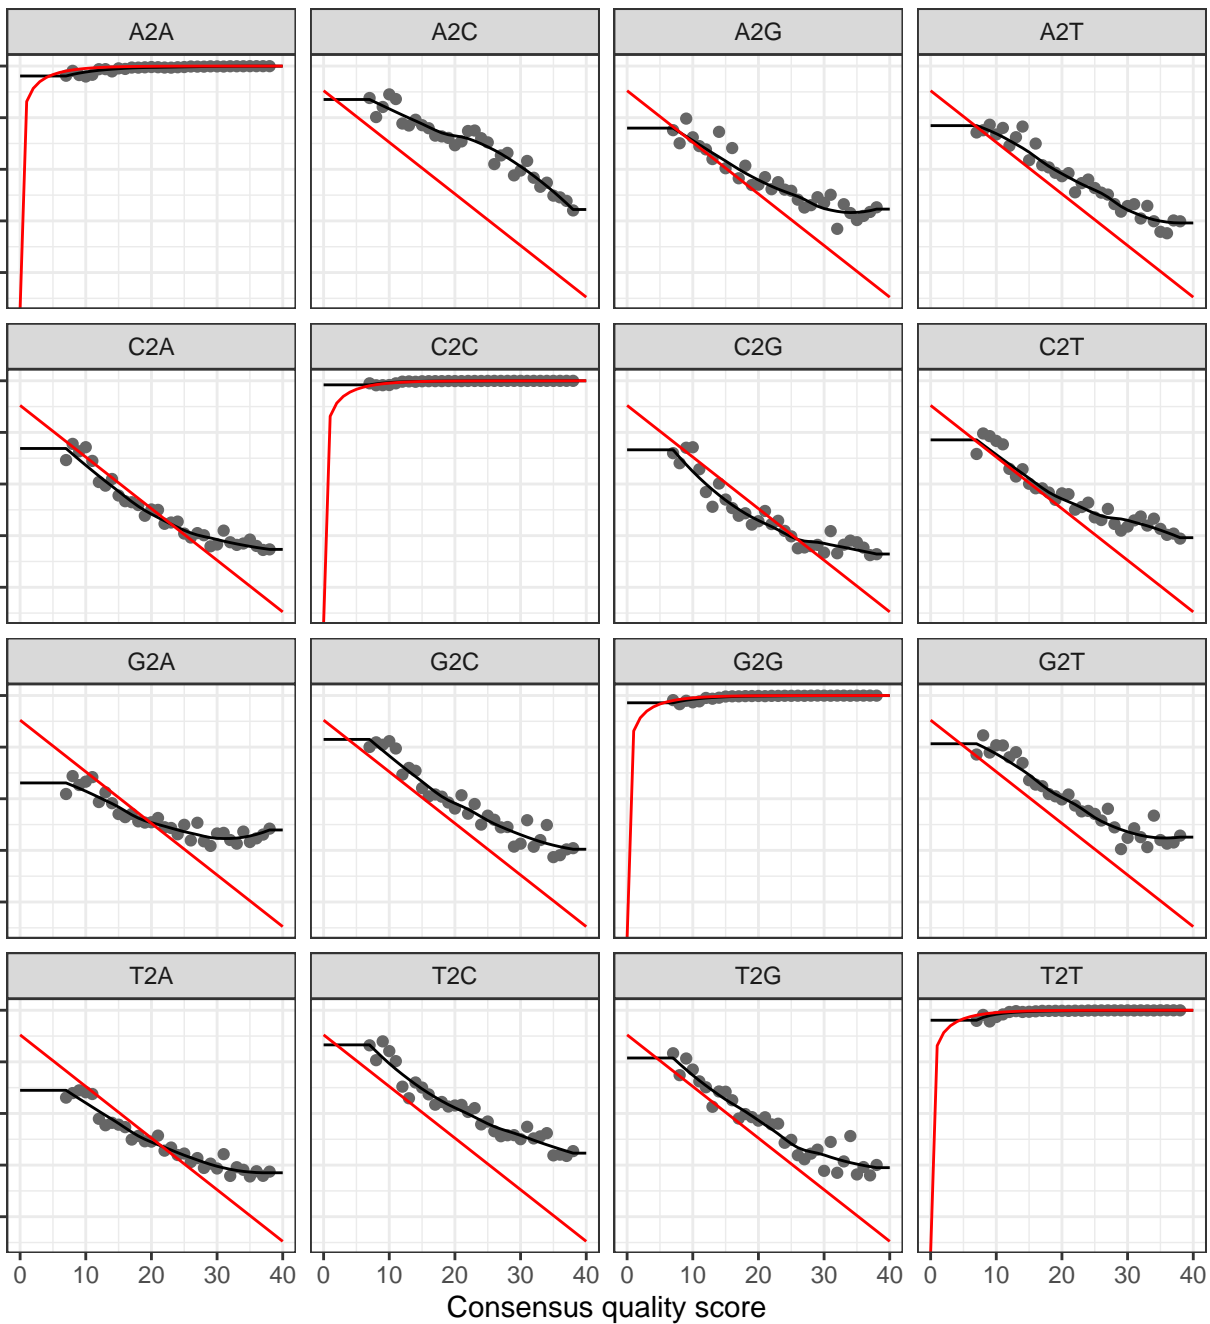 A2A A2C A2G A2T
C2A C2C C2G C2T
G2A G2C G2G G2T
T2A T2C T2G T2T
0 10 20 30 40 0 10 20 30 40 0 10 20 30 40 0 10 20 30 40
Consensus quality score